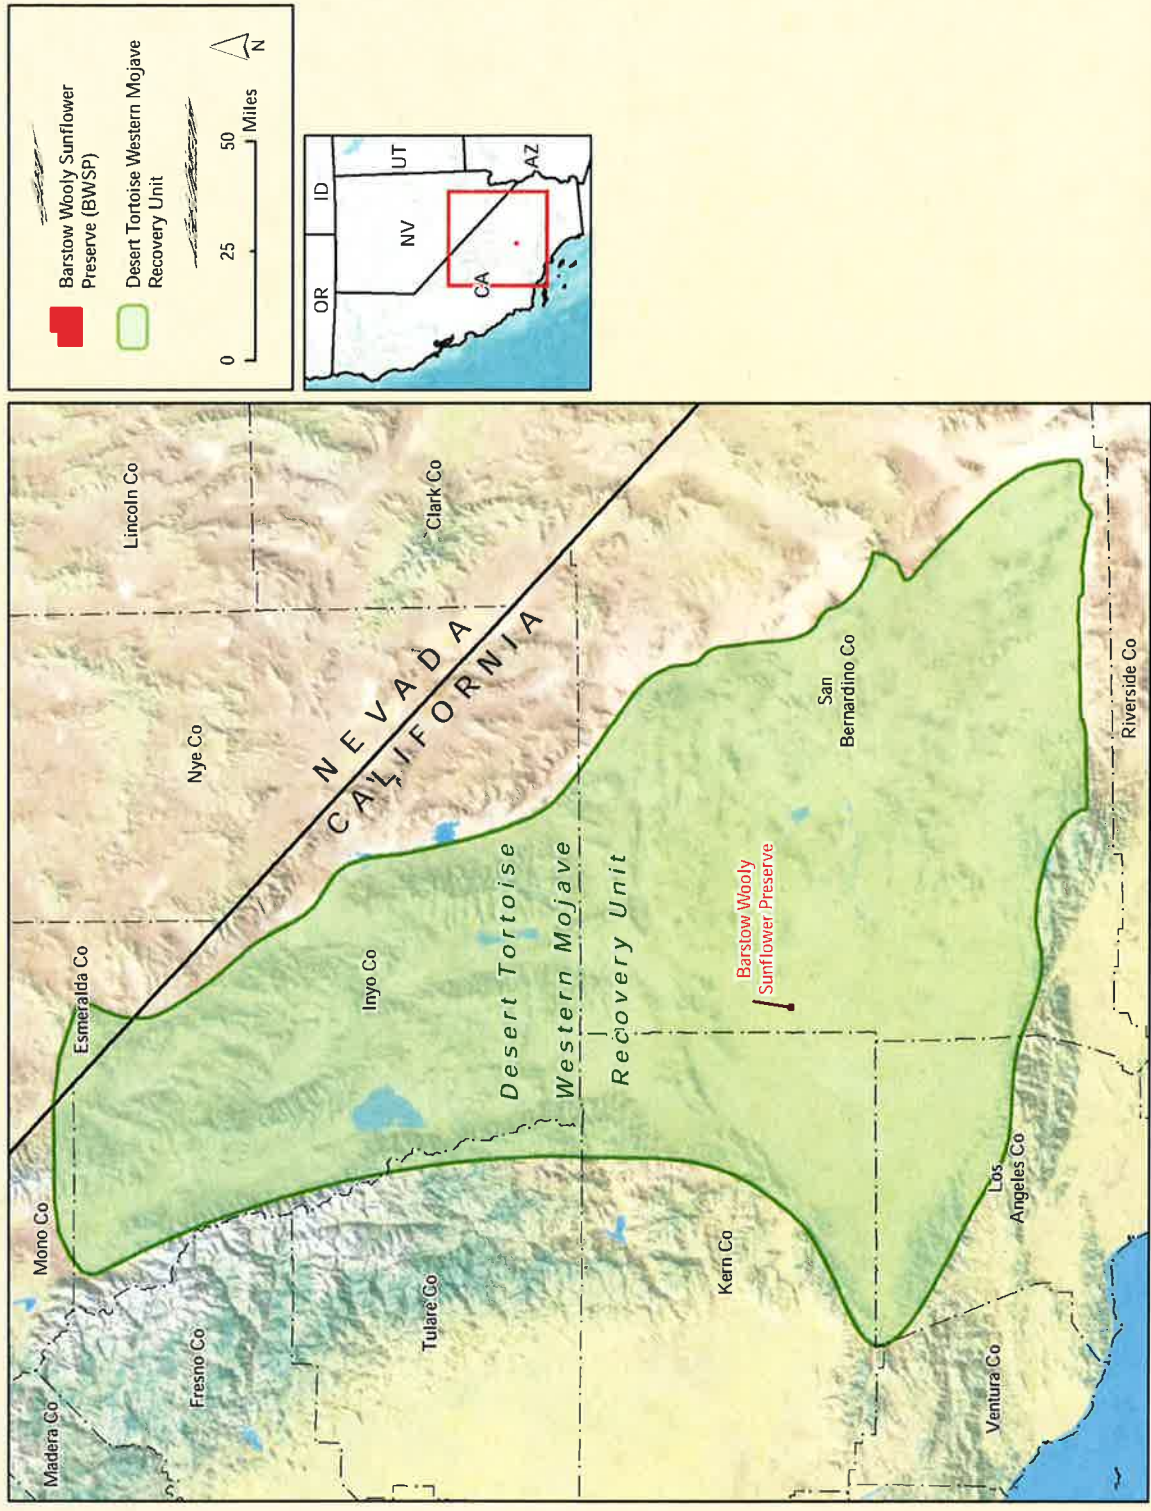 Barstow Wooly Sunflower
Preserve (BWSP)
Desert Tortoise Western Mojave
Recovery Unit
0 25 50
Miles
N
OR
ID
NV
UT
CA
AZ
Madera Co
Mono Co
Esmeralda Co
Fresno Co
Nye Co
Lincoln Co
Clark Co
NEVADA
CALIFORNIA
Inyo Co
Tulare Co
Desert Tortoise
Western Mojave
Recovery Unit
Kern Co
Barstow Wooly
Sunflower Preserve
San
Bernardino Co
Ventura Co
Los
Angeles Co
Riverside Co